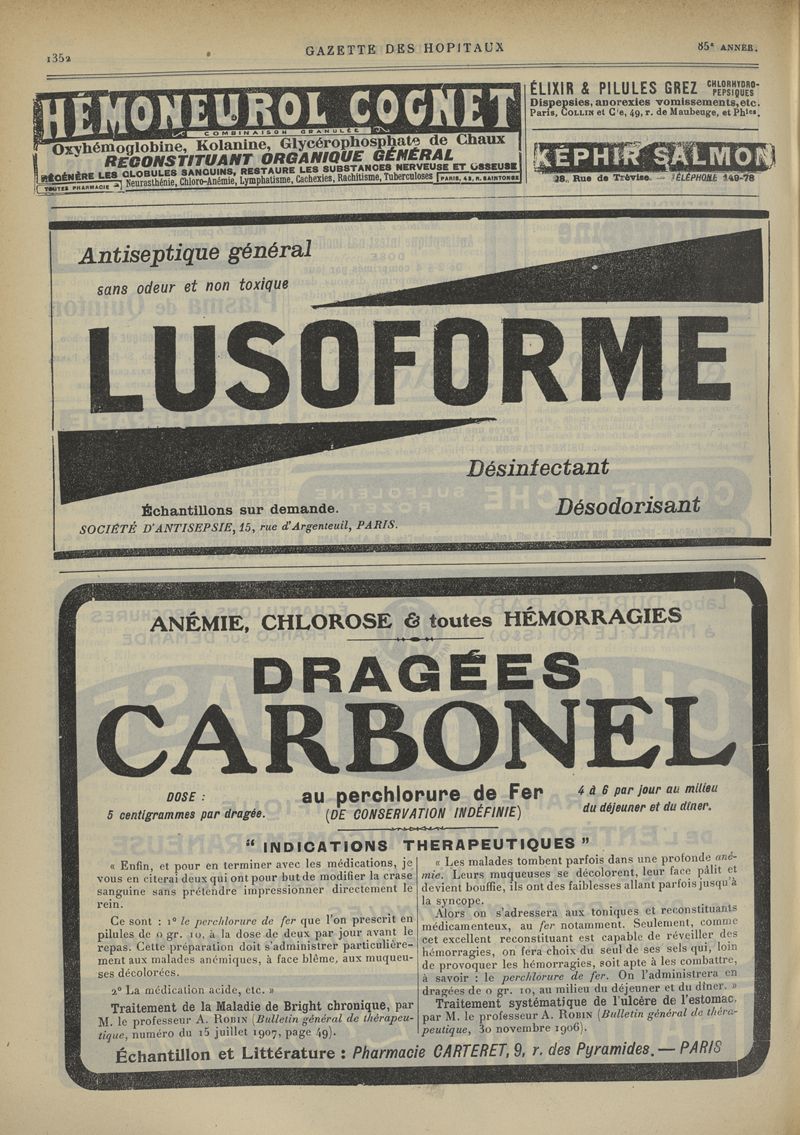 1352
GAZETTE DES HOPITAUX
85e ANNÉE.
HÉMONEUROL COGNET
COMBINAISON GRANULÉE
Oxyhémoglobine, Kolanine, Glycérophosphate de Chaux
RECONSTITUANT ORGANIQUE GÉNÉRAL
RÉGÉNÈRE LES GLOBULES SANGUINS, RESTAURE LES SUBSTANCES NERVEUSE ET OSSEUSE
TOUTES PHARMACIE
Neurasthénie, Chloro-Anémie, Lymphatisme, Cachexies, Rachitisme, Tuberculoses
PARIS, 43, R. SAINTONGE
ÉLIXIR & PILULES GREZ CHLORHYDRO-
PEPSIQUES
Dispepsies, anorexies vomissements, etc.
Paris, COLLIN et Cie, 49, r. de Maubeuge, et Phies.
KÉPHIR SALMON
28, Rue de Trévise. — TÉLÉPHONE 149-78
Antiseptique général
sans odeur et non toxique
LUSOFORME
Désinfectant
Échantillons sur demande.
Désodorisant
SOCIÉTÉ D'ANTISEPSIE, 15, rue d'Argenteuil, PARIS.
ANÉMIE, CHLOROSE & toutes HÉMORRAGIES
DRAGÉES
CARBONEL
DOSE :
5 centigrammes par dragée.
au perchlorure de Fer
(DE CONSERVATION INDÉFINIE)
4 à 6 par jour au milieu
du déjeuner et du dîner.
" INDICATIONS THERAPEUTIQUES "
« Enfin, et pour en terminer avec les médications, je
vous en citerai deux qui ont pour but de modifier la crase
sanguine sans prétendre impressionner directement le
rein.
Ce sont : 1° le perchlorure de fer que l'on prescrit en
pilules de 0 gr. 10, à la dose de deux par jour avant le
repas. Cette préparation doit s'administrer particulière-
ment aux malades anémiques, à face blême, aux muqueu-
ses décolorées.
2° La médication acide, etc. »
Traitement de la Maladie de Bright chronique, par
M. le professeur A. ROBIN (Bulletin général de thérapeu-
tique, numéro du 15 juillet 1907, page 49).
« Les malades tombent parfois dans une profonde ané-
mie. Leurs muqueuses se décolorent, leur face pâlit et
devient bouffie, ils ont des faiblesses allant parfois jusqu'à
la syncope.
Alors on s'adressera aux toniques et reconstituants
médicamenteux, au fer notamment. Seulement, comme
cet excellent reconstituant est capable de réveiller des
hémorragies, on fera choix du seul de ses sels qui, loin
de provoquer les hémorragies, soit apte à les combattre,
à savoir : le perchlorure de fer. On l'administrera en
dragées de 0 gr. 10, au milieu du déjeuner et du dîner. »
Traitement systématique de l'ulcère de l'estomac,
par M. le professeur A. ROBIN (Bulletin général de théra-
peutique, 30 novembre 1906).
Échantillon et Littérature : Pharmacie CARTERET, 9, r. des Pyramides. — PARIS